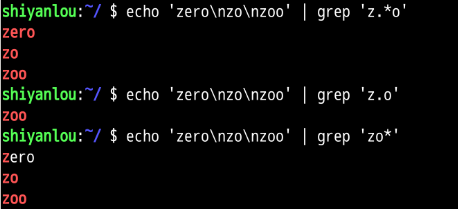 shiyanlou:~/ $ echo 'zero\nzo\nzoo' | grep 'z.*o'
zero
zo
zoo
shiyanlou:~/ $ echo 'zero\nzo\nzoo' | grep 'z.o'
zoo
shiyanlou:~/ $ echo 'zero\nzo\nzoo' | grep 'zo*'
zero
zo
zoo